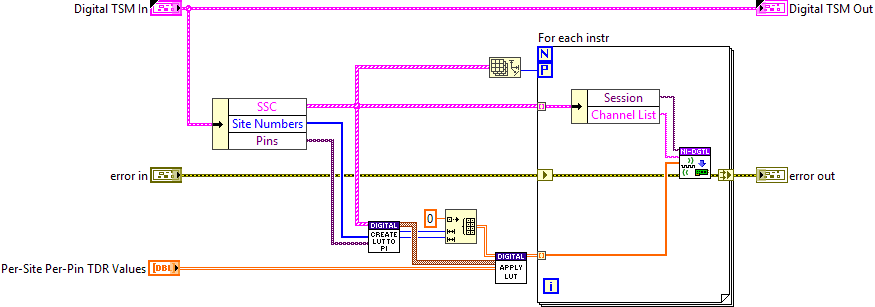 Digital TSM In
Digital TSM Out
For each instr
N
P
SSC
Site Numbers
Pins
Session
Channel List
NI-DGTL
error in
error out
0
DIGITAL
CREATE
LUT TO
PI
DIGITAL
APPLY
LUT
Per-Site Per-Pin TDR Values
DBL
i